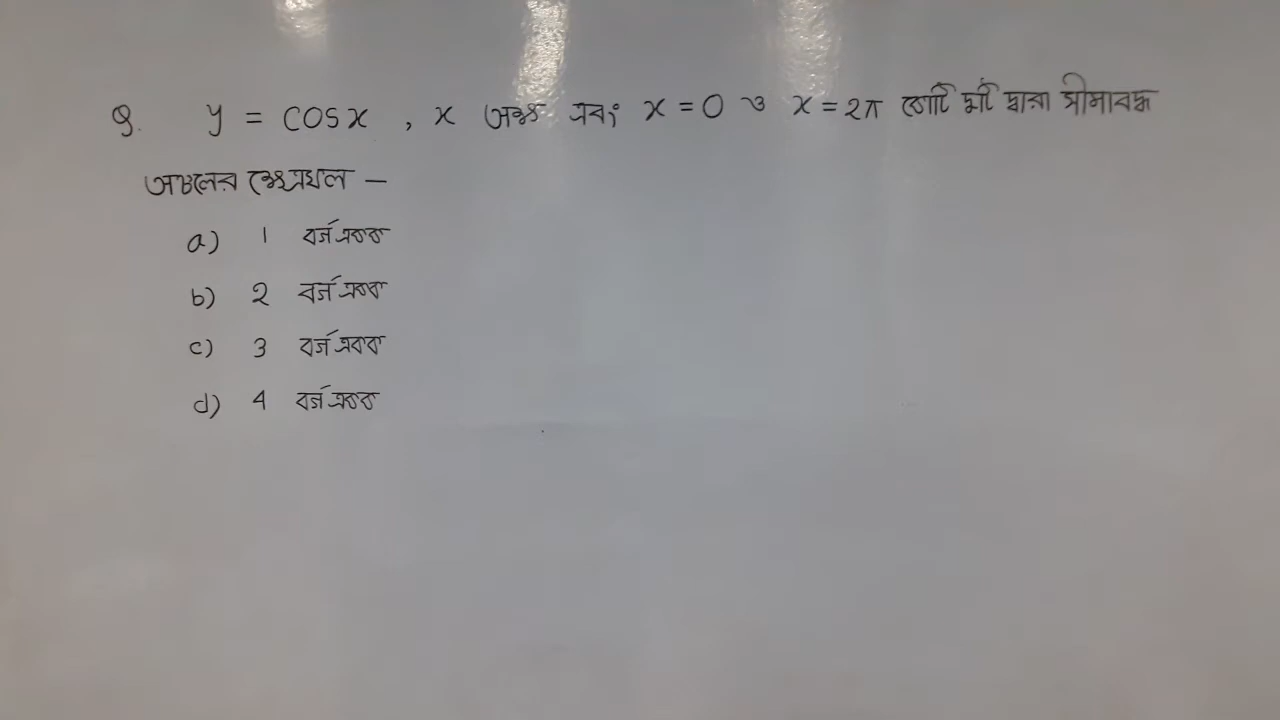 Q. y = cosx , x অক্ষ এবং x = 0 ও x = 2π কোটি দুটি দ্বারা সীমাবদ্ধ
অঞ্চলের ক্ষেত্রফল –
a) 1 বর্গ একক
b) 2 বর্গ একক
c) 3 বর্গ একক
d) 4 বর্গ একক